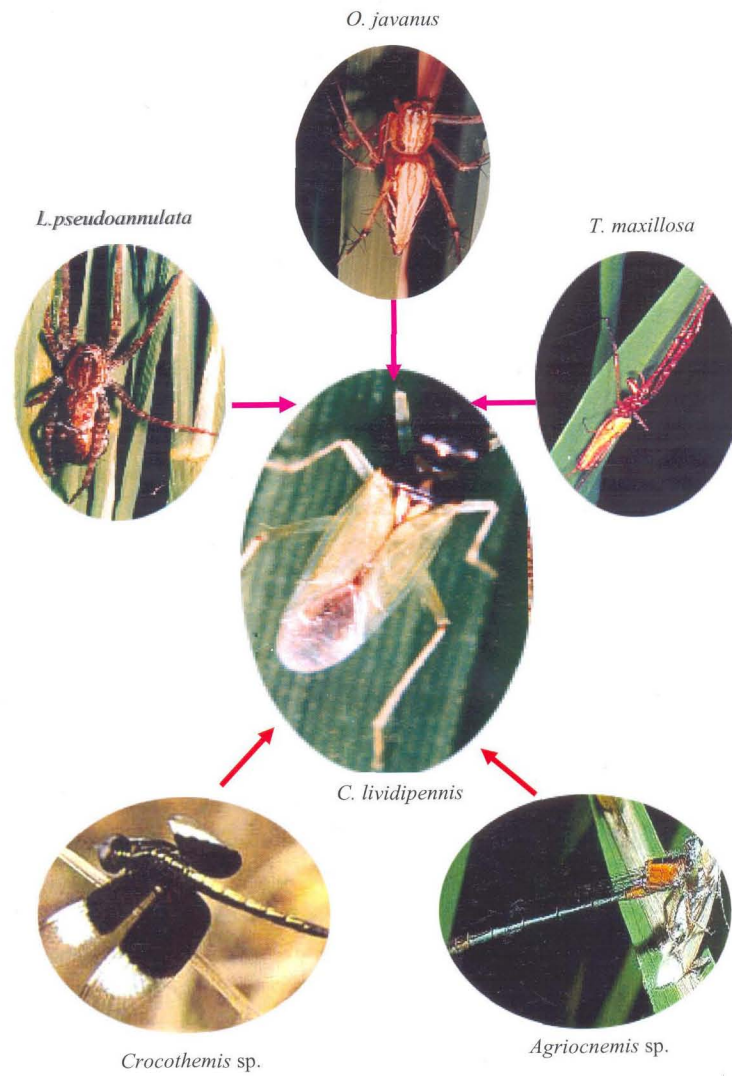 O. javanus
L.pseudoannulata
T. maxillosa
C. lividipennis
Crocothemis sp.
Agriocnemis sp.